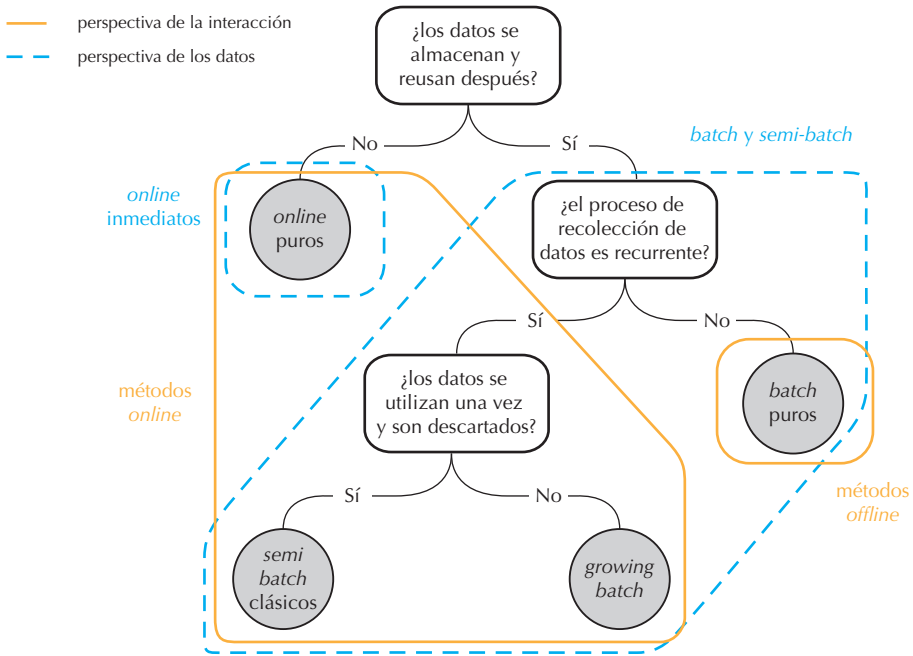 perspectiva de la interacción
perspectiva de los datos
¿los datos se
almacenan y
reusan después?
No
Sí
batch y semi-batch
online
inmediatos
online
puros
¿el proceso de
recolección de
datos es recurrente?
Sí
No
métodos
online
¿los datos se
utilizan una vez
y son descartados?
batch
puros
Sí
No
métodos
offline
semi
batch
clásicos
growing
batch